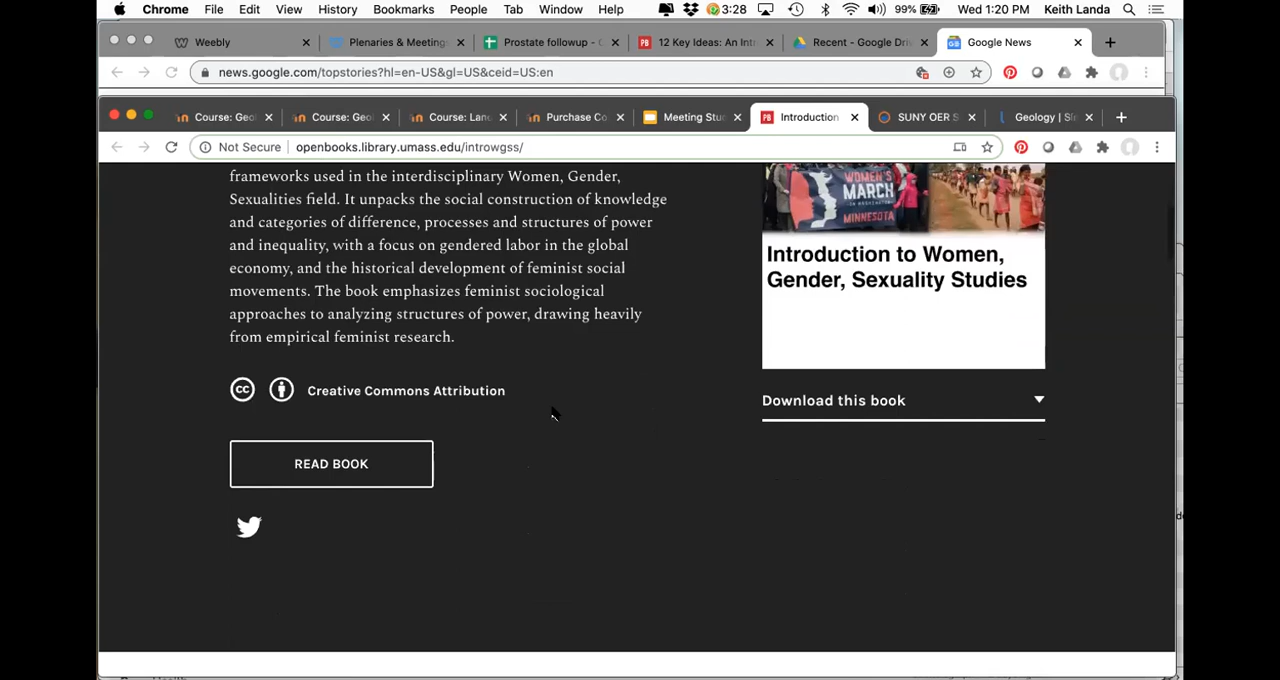 Chrome File Edit View History Bookmarks People Tab Window Help 3:28 99% Wed 1:20 PM Keith Landa
Weebly Plenaries & Meeting Prostate followup - G 12 Key Ideas: An Int Recent - Google Dri Google News
news.google.com/topstories?hl=en-US&gl=US&ceid=US:en
Course: Geo Course: Geo Course: Lan Purchase Co Meeting Stu Introduction SUNY OER S Geology | Si
Not Secure openbooks.library.umass.edu/introwgss/
frameworks used in the interdisciplinary Women, Gender,
Sexualities field. It unpacks the social construction of knowledge
and categories of difference, processes and structures of power
and inequality, with a focus on gendered labor in the global
economy, and the historical development of feminist social
movements. The book emphasizes feminist sociological
approaches to analyzing structures of power, drawing heavily
from empirical feminist research.
WOMEN'S
MARCH
MINNESOTA
Introduction to Women,
Gender, Sexuality Studies
cc Creative Commons Attribution
Download this book
READ BOOK